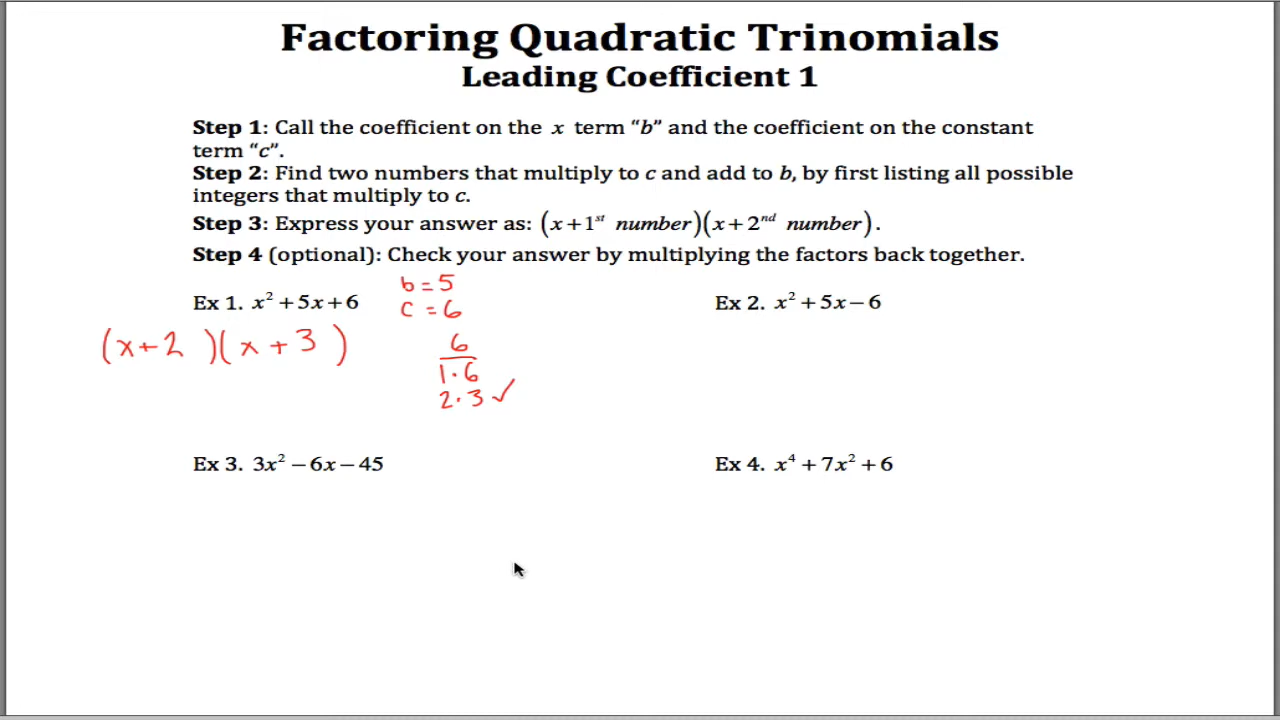 Factoring Quadratic Trinomials
Leading Coefficient 1
Step 1: Call the coefficient on the x term “b” and the coefficient on the constant
term “c”.
Step 2: Find two numbers that multiply to c and add to b, by first listing all possible
integers that multiply to c.
Step 3: Express your answer as: (x+1ˢᵗ number)(x+2ⁿᵈ number).
Step 4 (optional): Check your answer by multiplying the factors back together.
Ex 1. x²+5x+6
b = 5
c = 6
(x+2)(x+3)
6
1·6
2·3 ✓
Ex 2. x²+5x−6
Ex 3. 3x²−6x−45
Ex 4. x⁴+7x²+6